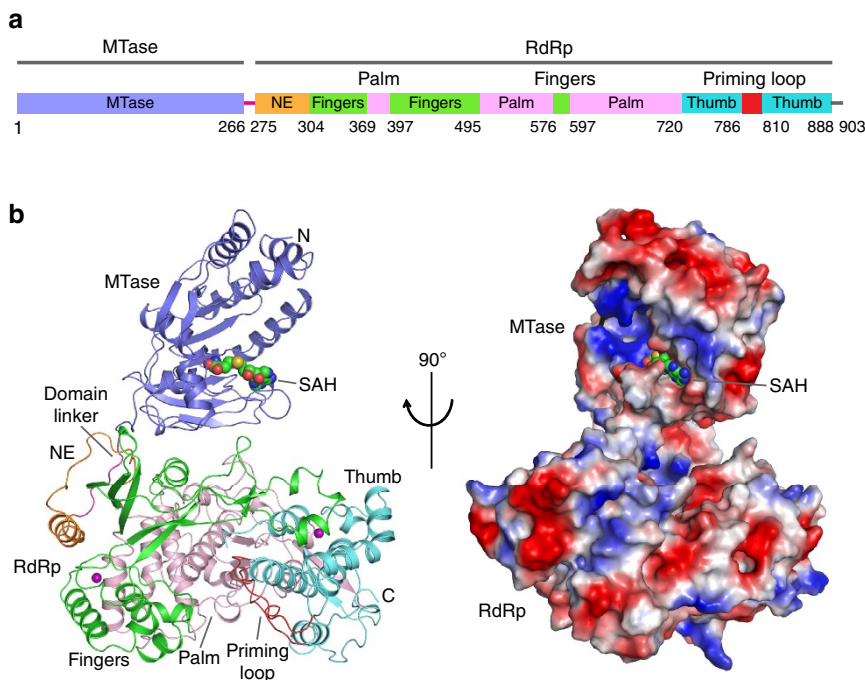 a
MTase RdRp
Palm Fingers Priming loop
MTase NE Fingers Fingers Palm Palm Thumb Thumb
1 266 275 304 369 397 495 576 597 720 786 810 888 903
b
N
MTase
MTase
SAH
SAH
90°
Domain
linker
NE
Thumb
RdRp
C
RdRp
Fingers
Palm
Priming
loop